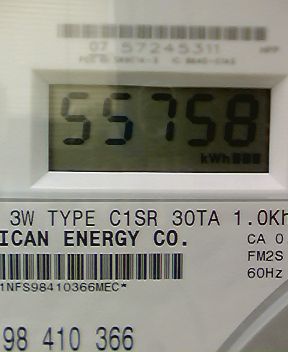 07 57245311
55758
kWh
3W TYPE C1SR 30TA 1.0Kh
ICAN ENERGY CO.
CA 0
FM2S
60Hz
1NFS98410366MEC*
98 410 366